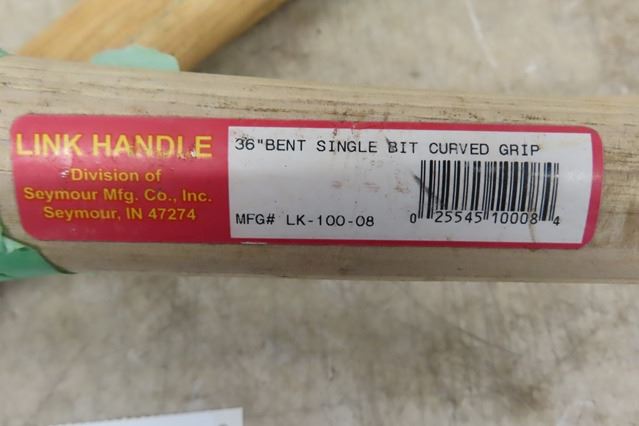 LINK HANDLE
Division of
Seymour Mfg. Co., Inc.
Seymour, IN 47274
36"BENT SINGLE BIT CURVED GRIP
MFG# LK-100-08
0 25545 10008 4